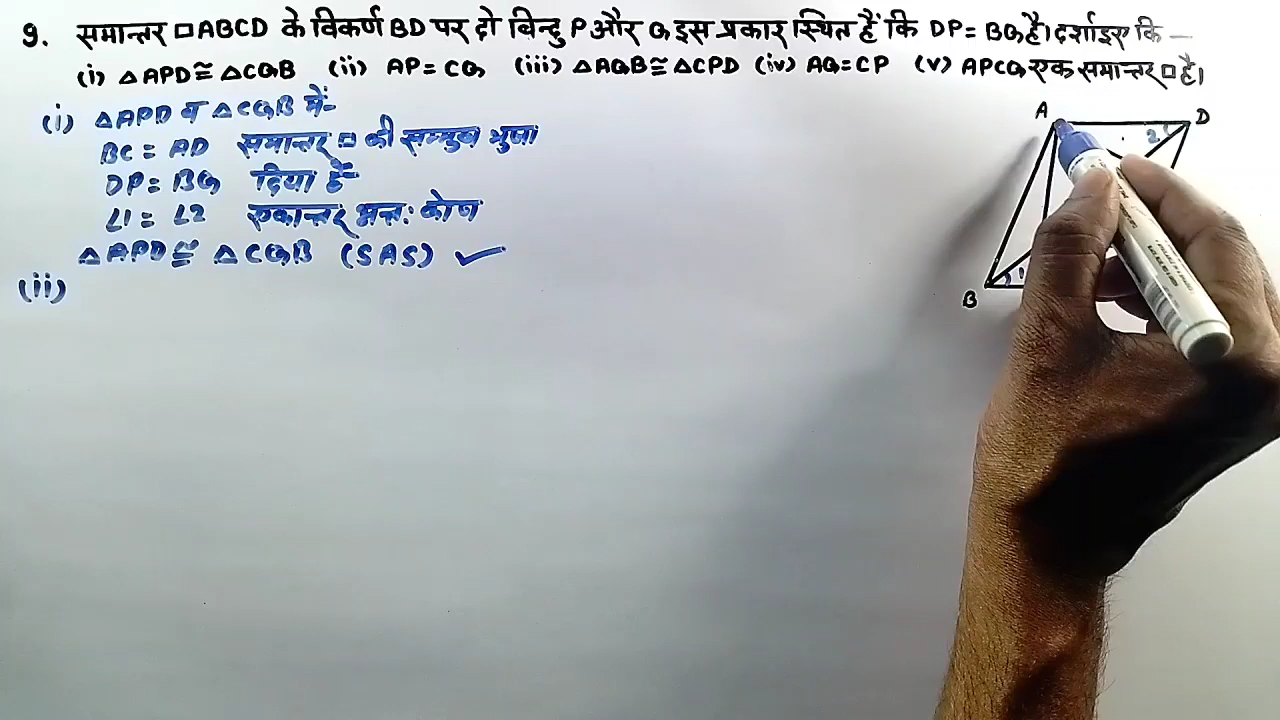 9. समान्तर □ABCD के विकर्ण BD पर दो बिन्दु P और Q इस प्रकार स्थित हैं कि DP = BQ है। दर्शाइए कि —
(i) △APD ≅ △CQB (ii) AP = CQ (iii) △AQB ≅ △CPD (iv) AQ = CP (v) APCQ एक समान्तर □ है।
(i) △APD व △CQB में-
BC = AD समान्तर □ की सम्मुख भुजा
DP = BQ दिया है
∠1 = ∠2 एकान्तर अन्तः कोण
△APD ≅ △CQB (SAS) ✓
(ii)
A D
2
1
B